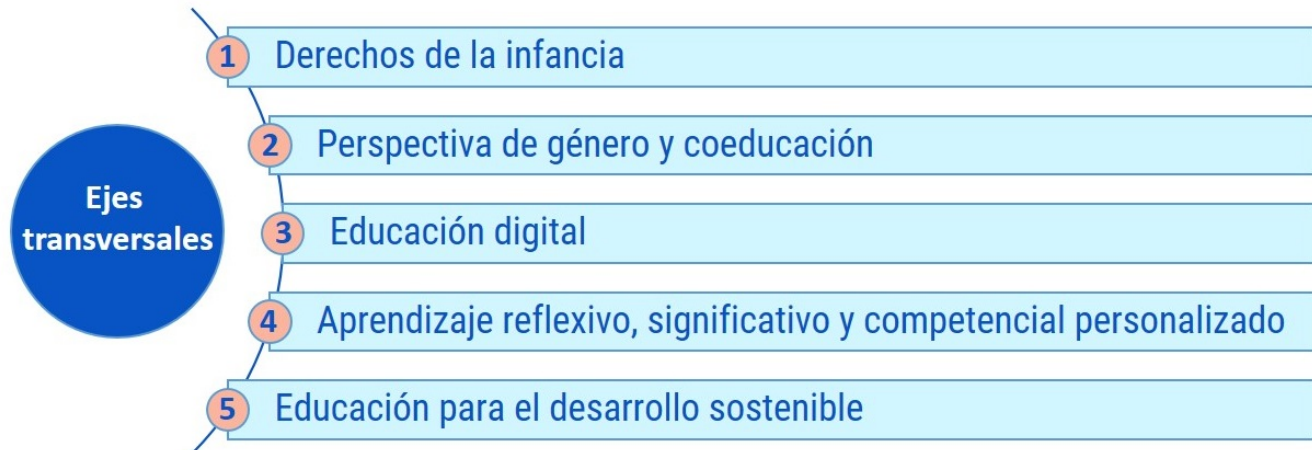 Ejes
transversales
1 Derechos de la infancia
2 Perspectiva de género y coeducación
3 Educación digital
4 Aprendizaje reflexivo, significativo y competencial personalizado
5 Educación para el desarrollo sostenible